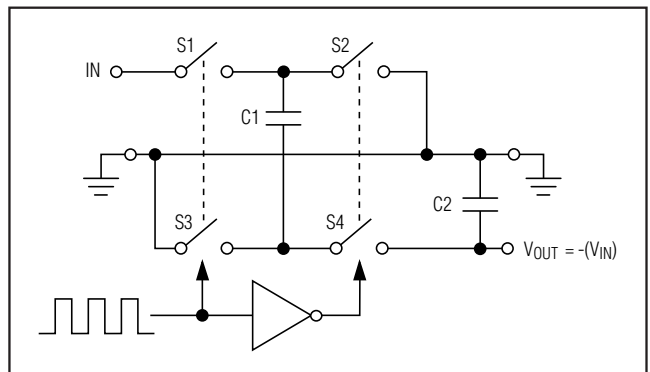 S1
S2
IN
C1
C2
S3
S4
VOUT = -(VIN)